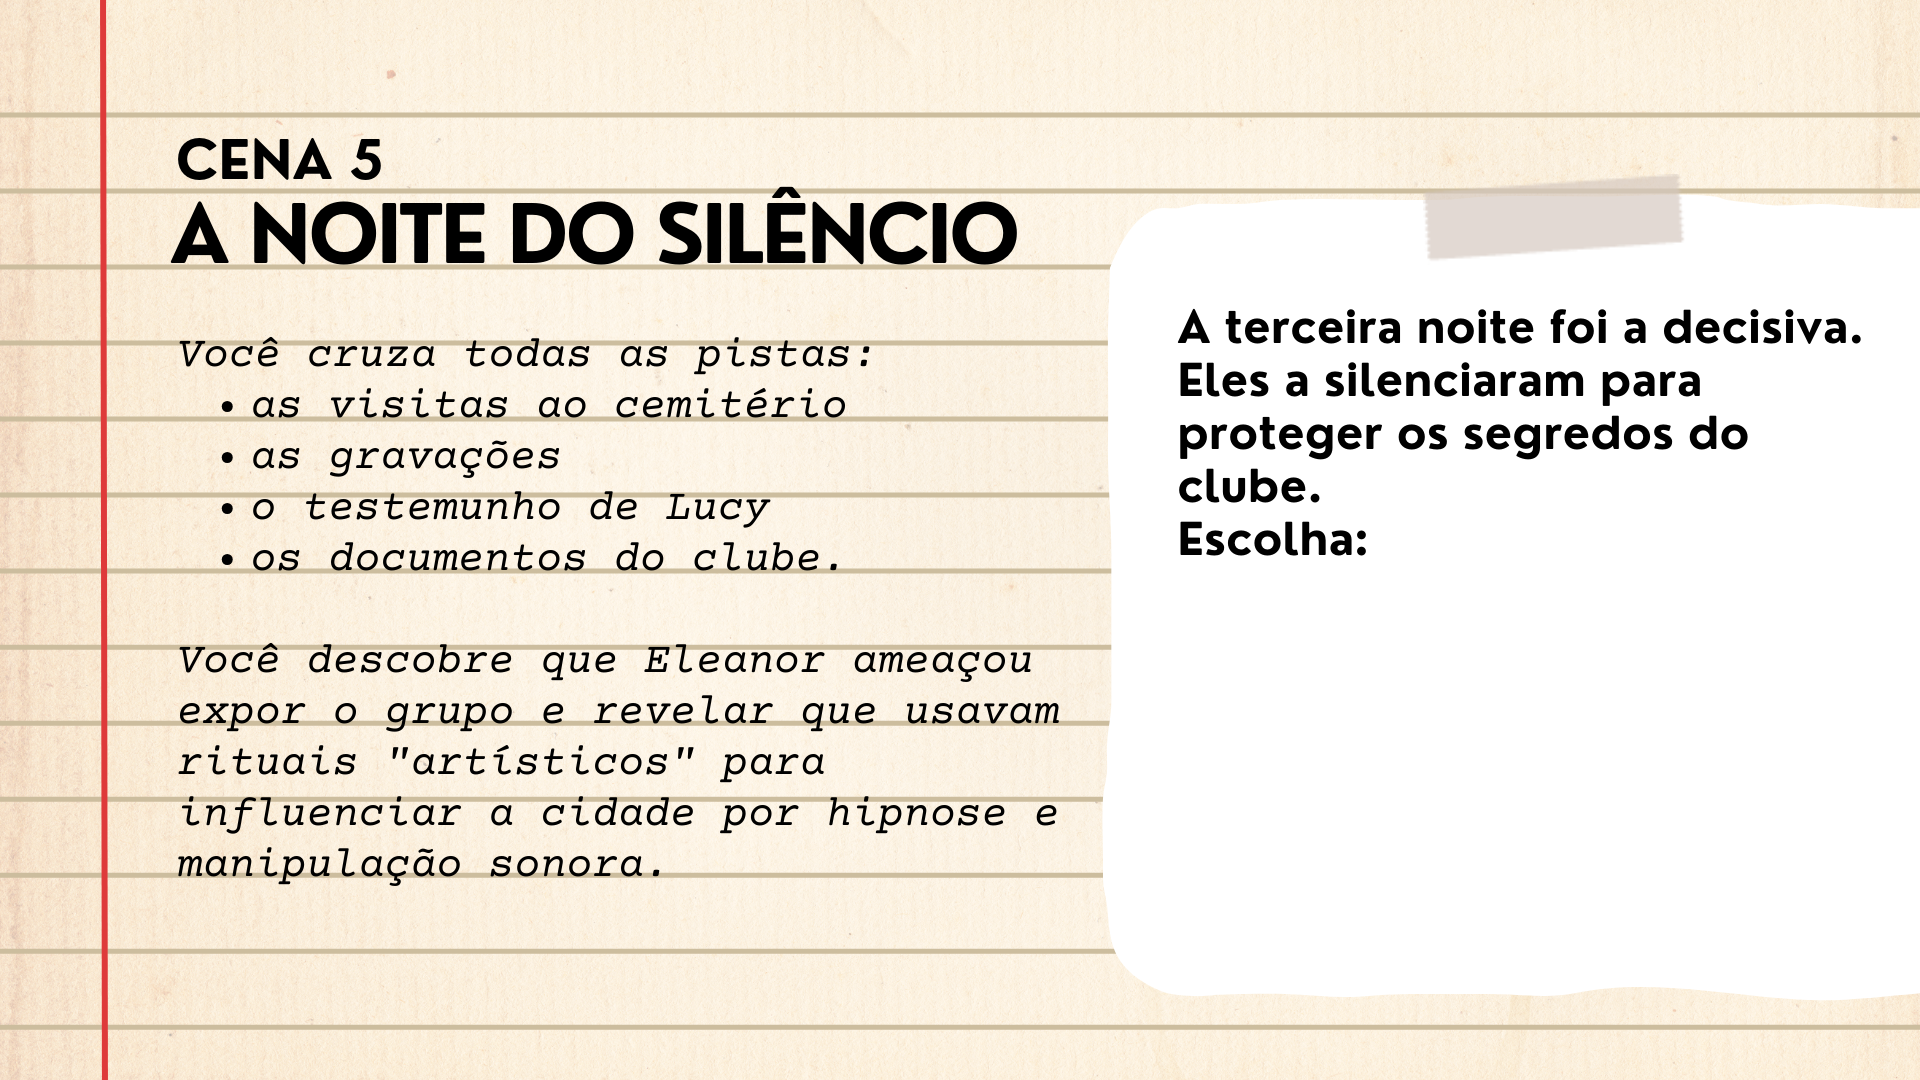 CENA 5
A NOITE DO SILÊNCIO
Você cruza todas as pistas:
• as visitas ao cemitério
• as gravações
• o testemunho de Lucy
• os documentos do clube.
Você descobre que Eleanor ameaçou
expor o grupo e revelar que usavam
rituais "artísticos" para
influenciar a cidade por hipnose e
manipulação sonora.
A terceira noite foi a decisiva.
Eles a silenciaram para
proteger os segredos do
clube.
Escolha: